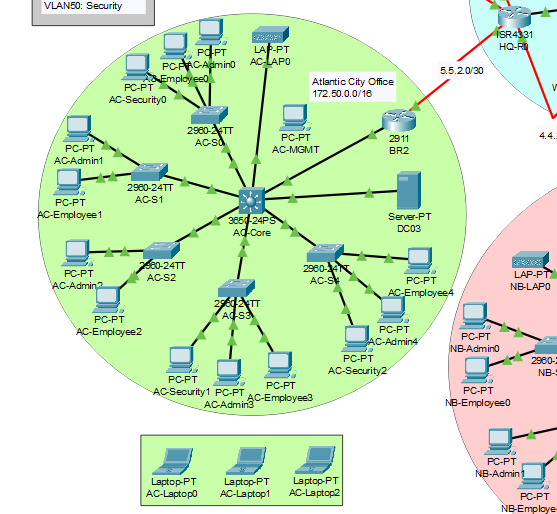 VLAN50: Security
ISR4331
HQ-R0
5.5.2.0/30
4.4.
Atlantic City Office
172.50.0.0/16
LAP-PT
AC-LAP0
PC-PT
AC-Admin0
PC-PT
AC-Employee0
PC-PT
AC-Security0
2960-24TT
AC-S0
PC-PT
AC-MGMT
2911
BR2
PC-PT
AC-Admin1
PC-PT
AC-Employee1
2960-24TT
AC-S1
3650-24PS
AC-Core
Server-PT
DC03
PC-PT
AC-Admin2
PC-PT
AC-Employee2
2960-24TT
AC-S2
2960-24TT
AC-S3
2960-24TT
AC-S4
PC-PT
AC-Employee4
PC-PT
AC-Admin4
PC-PT
AC-Security2
PC-PT
AC-Security1
PC-PT
AC-Admin3
PC-PT
AC-Employee3
LAP-PT
NB-LAP0
PC-PT
NB-Admin0
PC-PT
NB-Employee0
2960-2
NB-S
PC-PT
NB-Admin1
PC-PT
NB-Employe
Laptop-PT
AC-Laptop0
Laptop-PT
AC-Laptop1
Laptop-PT
AC-Laptop2